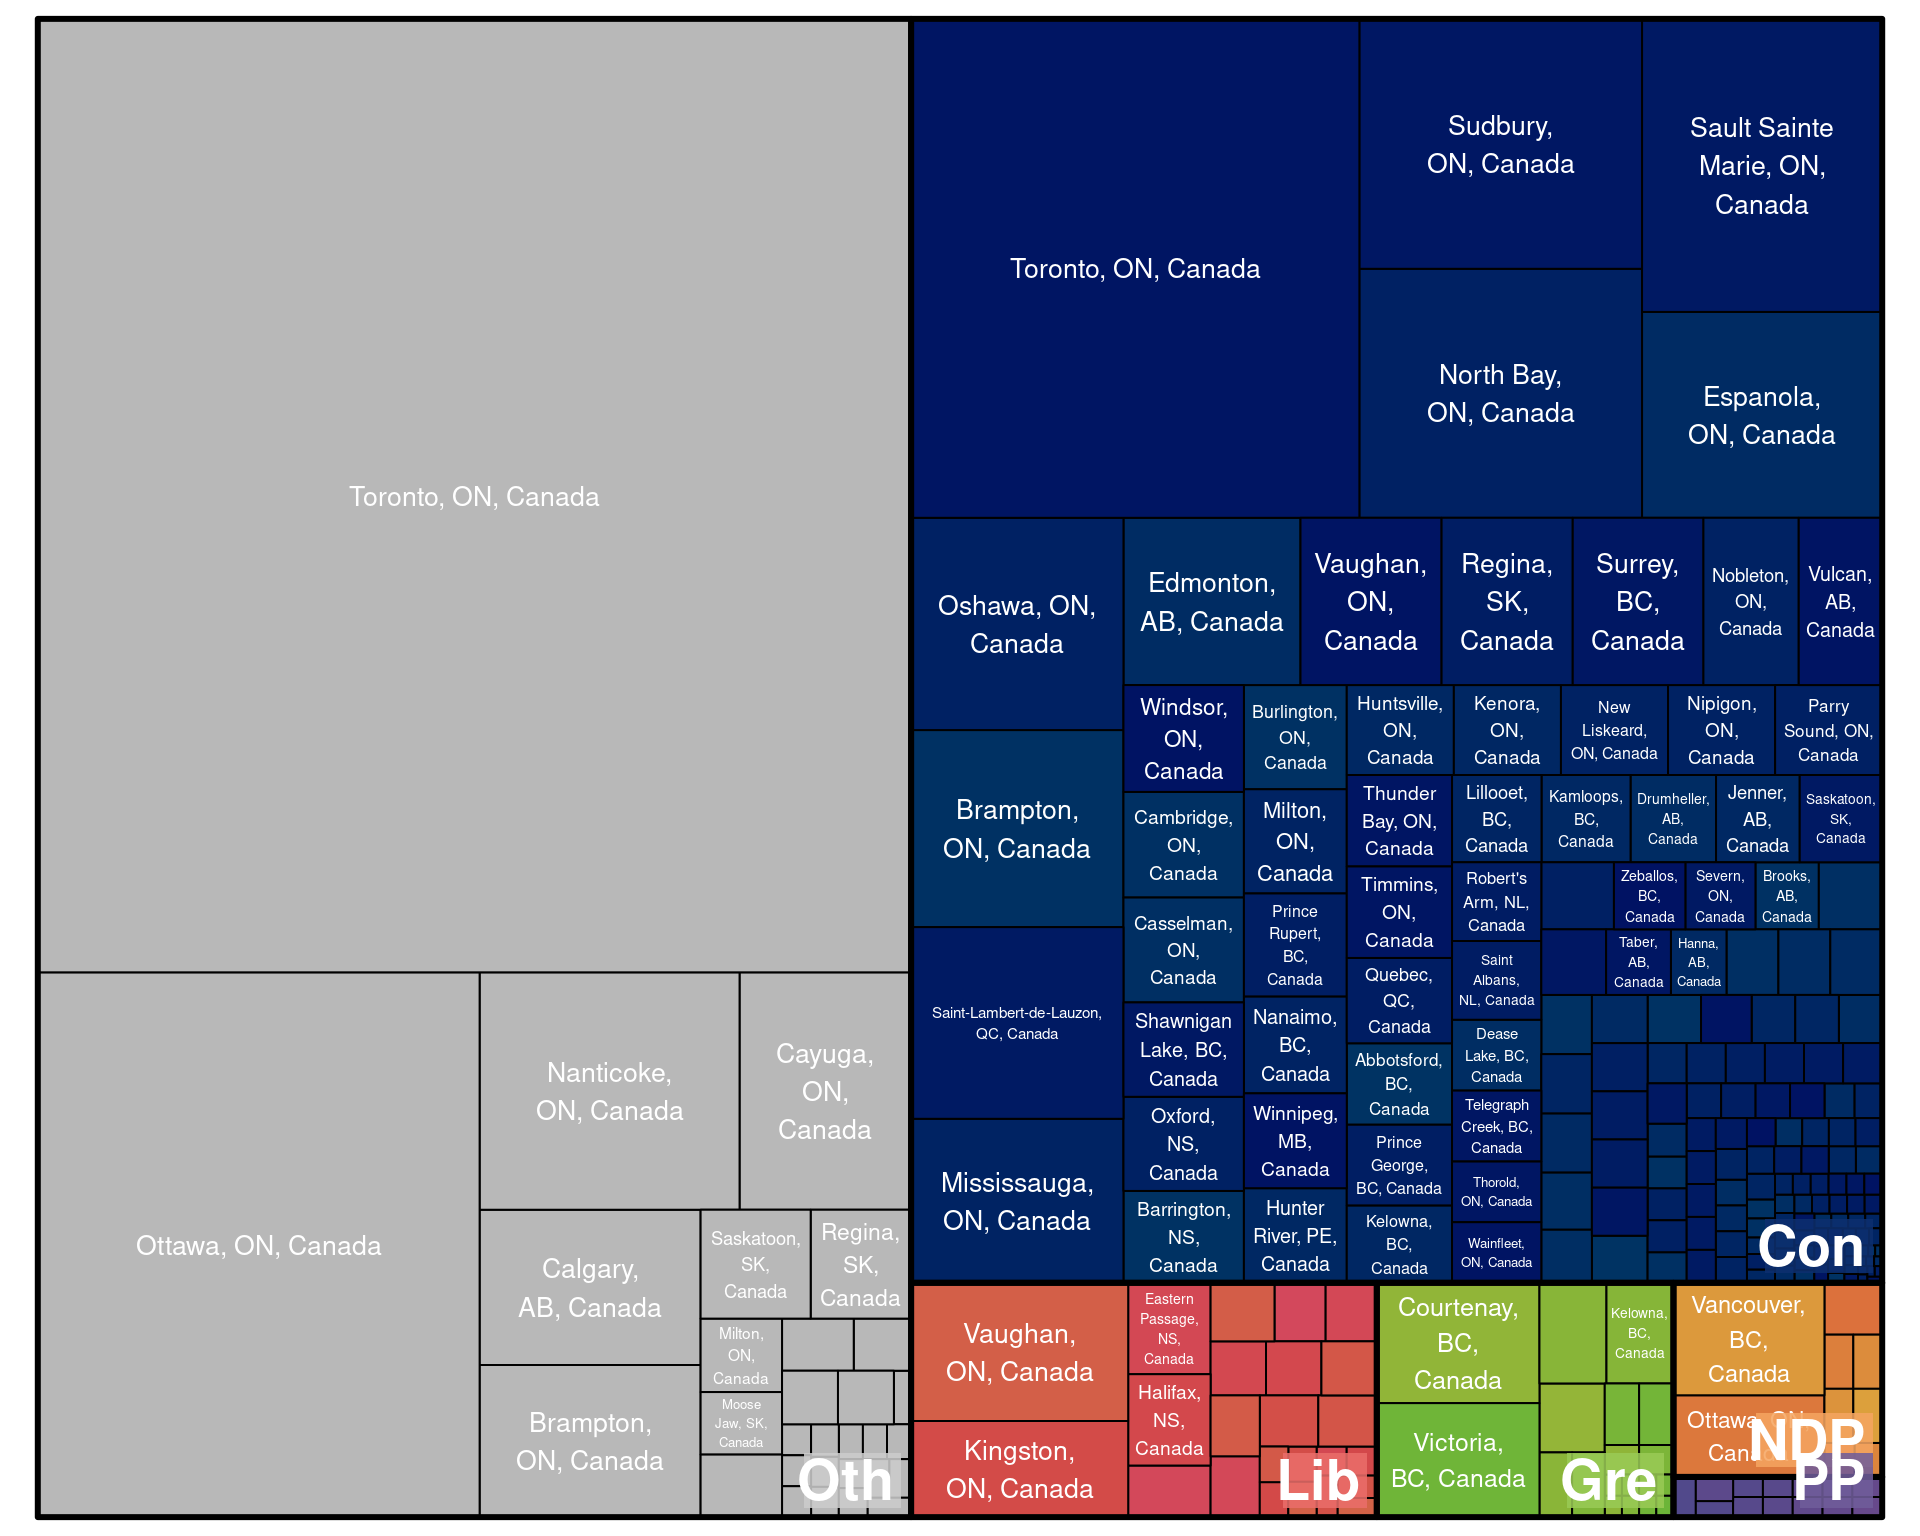 Toronto, ON, Canada
Ottawa, ON, Canada
Nanticoke,
ON, Canada
Cayuga,
ON,
Canada
Calgary,
AB, Canada
Brampton,
ON, Canada
Saskatoon,
SK,
Canada
Regina,
SK,
Canada
Milton,
ON,
Canada
Moose
Jaw, SK,
Canada
Oth
Toronto, ON, Canada
Sudbury,
ON, Canada
North Bay,
ON, Canada
Sault Sainte
Marie, ON,
Canada
Espanola,
ON, Canada
Oshawa, ON,
Canada
Brampton,
ON, Canada
Saint-Lambert-de-Lauzon,
QC, Canada
Mississauga,
ON, Canada
Edmonton,
AB, Canada
Vaughan,
ON,
Canada
Regina,
SK,
Canada
Surrey,
BC,
Canada
Nobleton,
ON,
Canada
Vulcan,
AB,
Canada
Windsor,
ON,
Canada
Cambridge,
ON,
Canada
Casselman,
ON,
Canada
Shawnigan
Lake, BC,
Canada
Oxford,
NS,
Canada
Barrington,
NS,
Canada
Burlington,
ON,
Canada
Milton,
ON,
Canada
Prince
Rupert,
BC,
Canada
Nanaimo,
BC,
Canada
Winnipeg,
MB,
Canada
Hunter
River, PE,
Canada
Huntsville,
ON,
Canada
Kenora,
ON,
Canada
New
Liskeard,
ON, Canada
Nipigon,
ON,
Canada
Parry
Sound, ON,
Canada
Thunder
Bay, ON,
Canada
Timmins,
ON,
Canada
Quebec,
QC,
Canada
Abbotsford,
BC,
Canada
Prince
George,
BC, Canada
Kelowna,
BC,
Canada
Lillooet,
BC,
Canada
Kamloops,
BC,
Canada
Drumheller,
AB,
Canada
Jenner,
AB,
Canada
Saskatoon,
SK,
Canada
Robert's
Arm, NL,
Canada
Saint
Albans,
NL, Canada
Dease
Lake, BC,
Canada
Telegraph
Creek, BC,
Canada
Thorold,
ON, Canada
Wainfleet,
ON, Canada
Zeballos,
BC,
Canada
Severn,
ON,
Canada
Brooks,
AB,
Canada
Taber,
AB,
Canada
Hanna,
AB,
Canada
Con
Vaughan,
ON, Canada
Kingston,
ON, Canada
Eastern
Passage,
NS,
Canada
Halifax,
NS,
Canada
Lib
Courtenay,
BC,
Canada
Victoria,
BC, Canada
Kelowna,
BC,
Canada
Gre
Vancouver,
BC,
Canada
Ottawa, ON,
Canada
NDP
PP